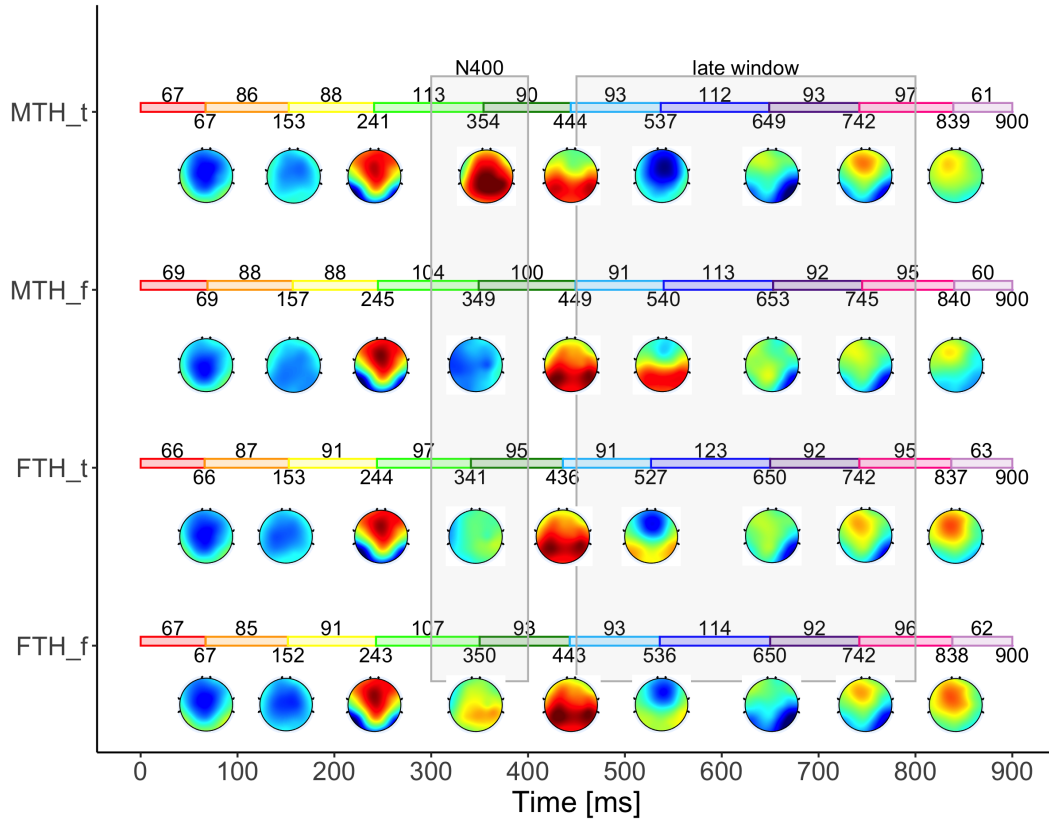 N400 late window
67 86 88 113 90 93 112 93 97 61
MTH_t
67 153 241 354 444 537 649 742 839 900
69 88 88 104 100 91 113 92 95 60
MTH_f
69 157 245 349 449 540 653 745 840 900
66 87 91 97 95 91 123 92 95 63
FTH_t
66 153 244 341 436 527 650 742 837 900
67 85 91 107 93 93 114 92 96 62
FTH_f
67 152 243 350 443 536 650 742 838 900
0 100 200 300 400 500 600 700 800 900
Time [ms]